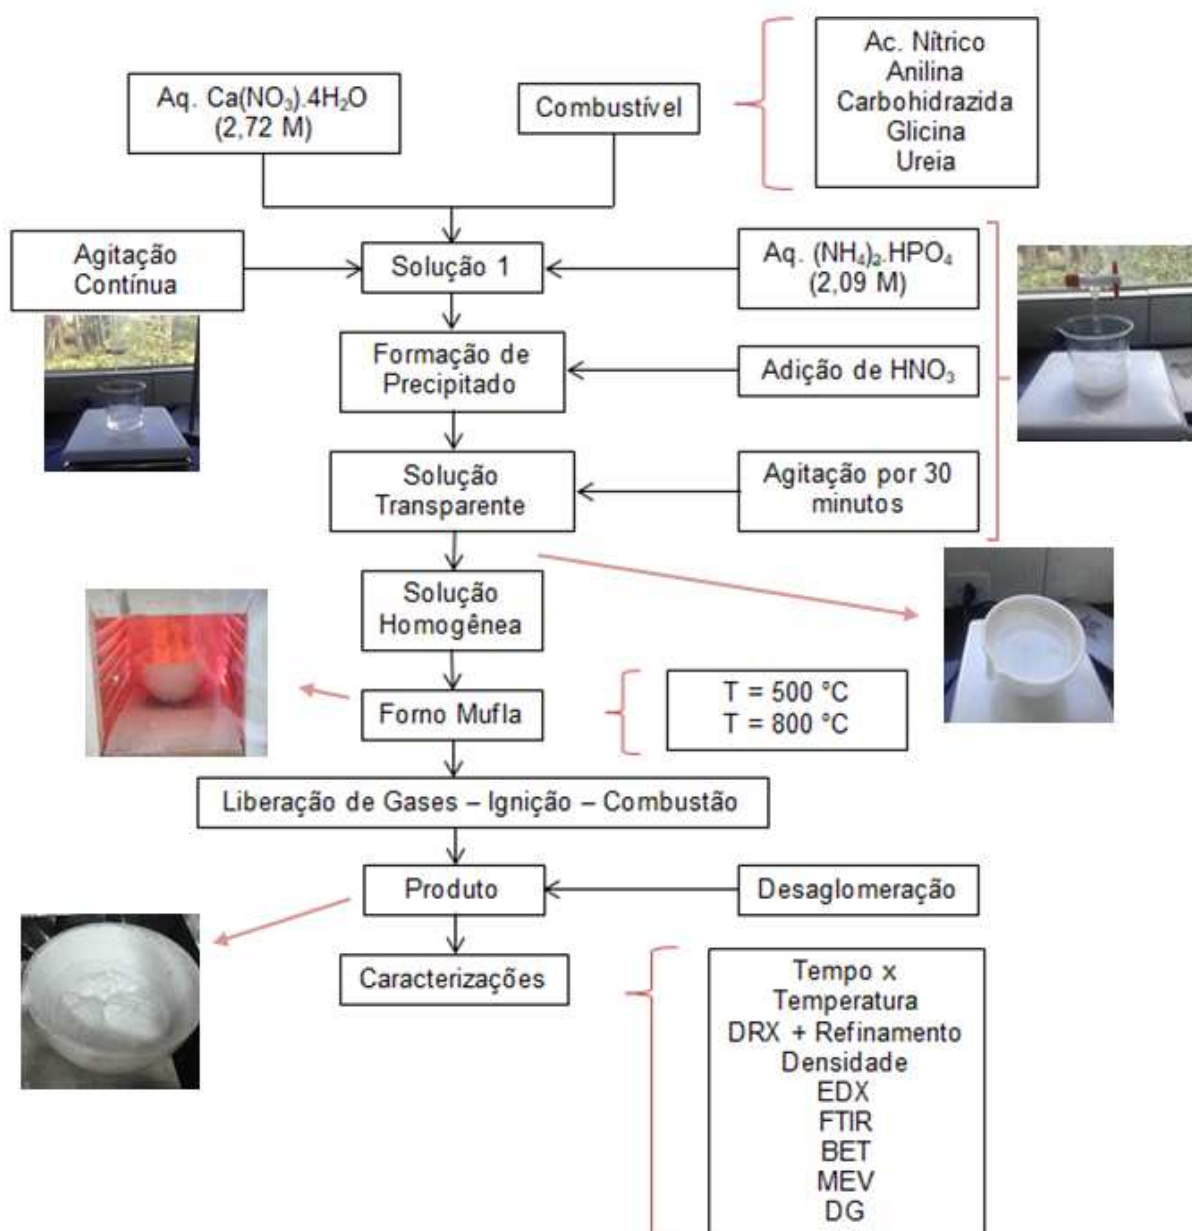 Ac. Nítrico
Anilina
Carbohidrazida
Glicina
Ureia
Aq. Ca(NO₃).4H₂O
(2,72 M)
Combustível
Agitação
Contínua
Solução 1
Aq. (NH₄)₂.HPO₄
(2,09 M)
Formação de
Precipitado
Adição de HNO₃
Solução
Transparente
Agitação por 30
minutos
Solução
Homogênea
Forno Mufla
T = 500 °C
T = 800 °C
Liberação de Gases – Ignição – Combustão
Produto
Desaglomeração
Caracterizações
Tempo x
Temperatura
DRX + Refinamento
Densidade
EDX
FTIR
BET
MEV
DG